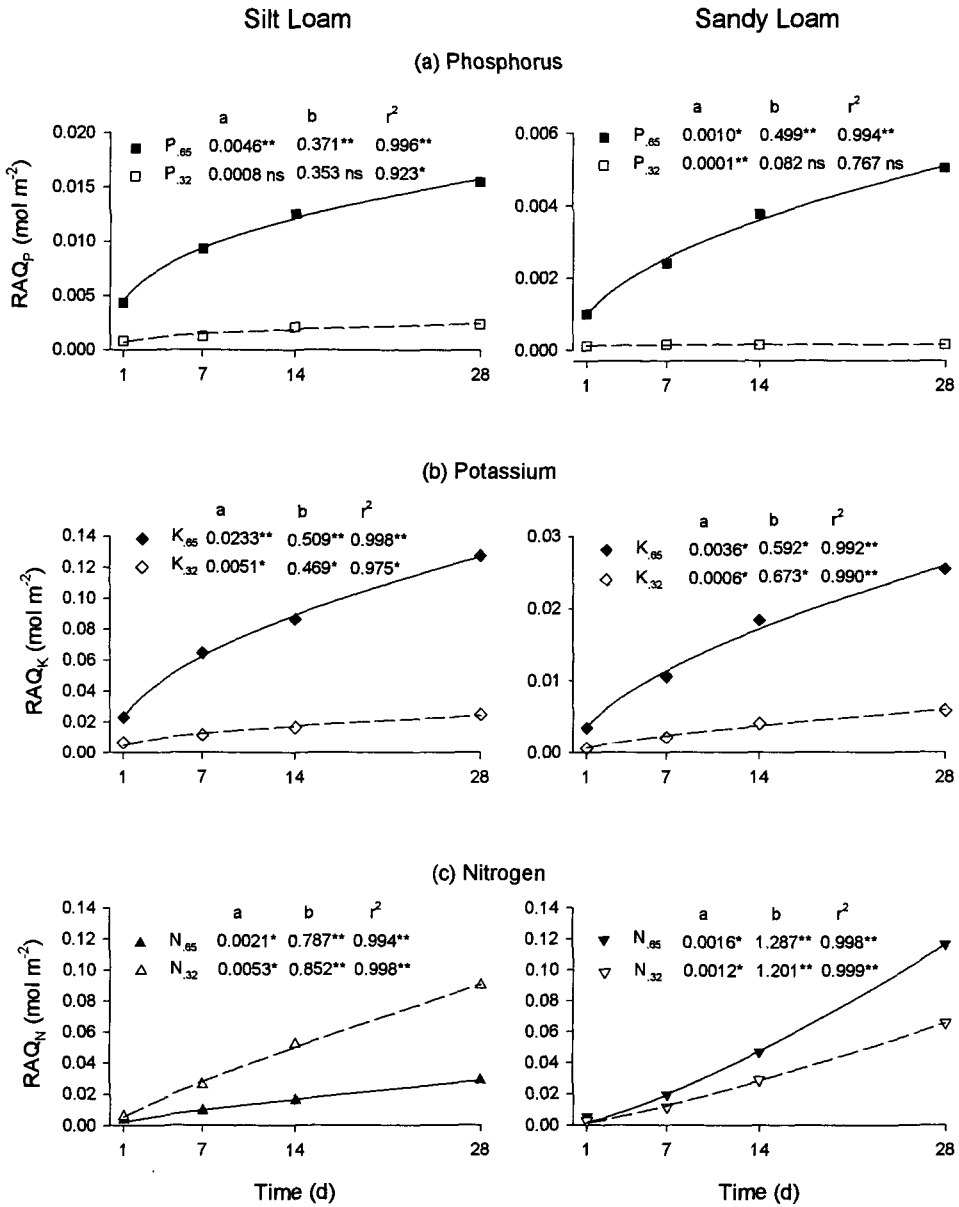 Silt Loam
Sandy Loam
(a) Phosphorus
a b r²
P.65 0.0046** 0.371** 0.996**
P.32 0.0008 ns 0.353 ns 0.923*
0.020
0.015
0.010
0.005
0.000
RAQP (mol m-2)
1 7 14 28
a b r²
P.65 0.0010* 0.499** 0.994**
P.32 0.0001** 0.082 ns 0.767 ns
0.006
0.004
0.002
0.000
1 7 14 28
(b) Potassium
a b r²
K.65 0.0233** 0.509** 0.998**
K.32 0.0051* 0.469* 0.975*
0.14
0.12
0.10
0.08
0.06
0.04
0.02
0.00
RAQK (mol m-2)
1 7 14 28
a b r²
K.65 0.0036* 0.592* 0.992**
K.32 0.0006* 0.673* 0.990**
0.03
0.02
0.01
0.00
1 7 14 28
(c) Nitrogen
a b r²
N.65 0.0021* 0.787** 0.994**
N.32 0.0053* 0.852** 0.998**
0.14
0.12
0.10
0.08
0.06
0.04
0.02
0.00
RAQN (mol m-2)
1 7 14 28
Time (d)
a b r²
N.65 0.0016* 1.287** 0.998**
N.32 0.0012* 1.201** 0.999**
0.14
0.12
0.10
0.08
0.06
0.04
0.02
0.00
1 7 14 28
Time (d)